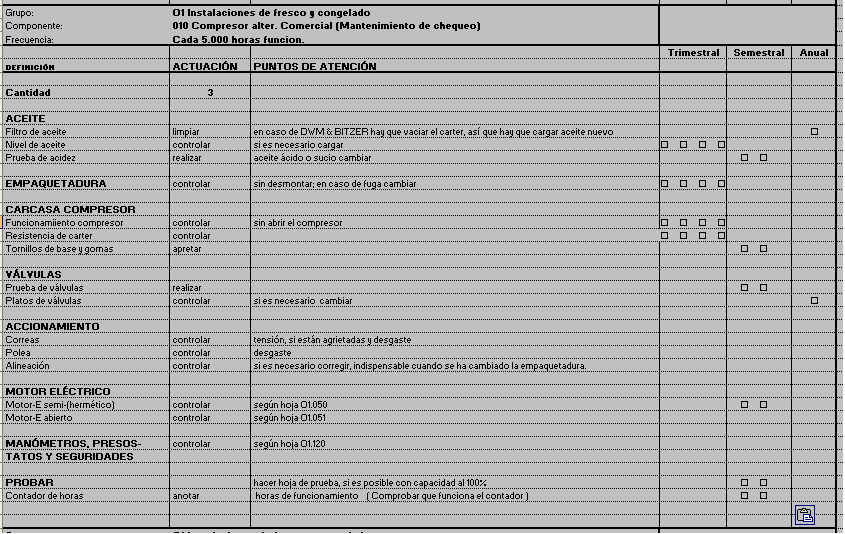 Grupo: 01 Instalaciones de fresco y congelado
Componente: 010 Compresor alter. Comercial (Mantenimiento de chequeo)
Frecuencia: Cada 5.000 horas funcion.
Trimestral Semestral Anual
DEFINICIÓN ACTUACIÓN PUNTOS DE ATENCIÓN
Cantidad 3
ACEITE
Filtro de aceite limpiar en caso de DWM & BITZER hay que vaciar el carter, así que hay que cargar aceite nuevo
Nivel de aceite controlar si es necesario cargar
Prueba de acidez realizar aceite ácido o sucio cambiar
EMPAQUETADURA controlar sin desmontar; en caso de fuga cambiar
CARCASA COMPRESOR
Funcionamiiento compresor controlar sin abrir el compresor
Resistencia de carter controlar
Tornillos de base y gomas apretar
VÁLVULAS
Prueba de válvulas realizar
Platos de válvulas controlar si es necesario cambiar
ACCIONAMIENTO
Correas controlar tensión, si están agrietadas y desgaste
Polea controlar desgaste
Alineación controlar si es necesario corregir, indispensable cuando se ha cambiado la empaquetadura.
MOTOR ELÉCTRICO
Motor-E semi-(hermético) controlar según hoja 01.050
Motor-E abierto controlar según hoja 01.051
MANÓMETROS, PRESOS- controlar según hoja 01.120
TATOS Y SEGURIDADES
PROBAR hacer hoja de prueba, si es posible con capacidad al 100%
Contador de horas anotar horas de funcionamiento ( Comprobar que funciona el contador )